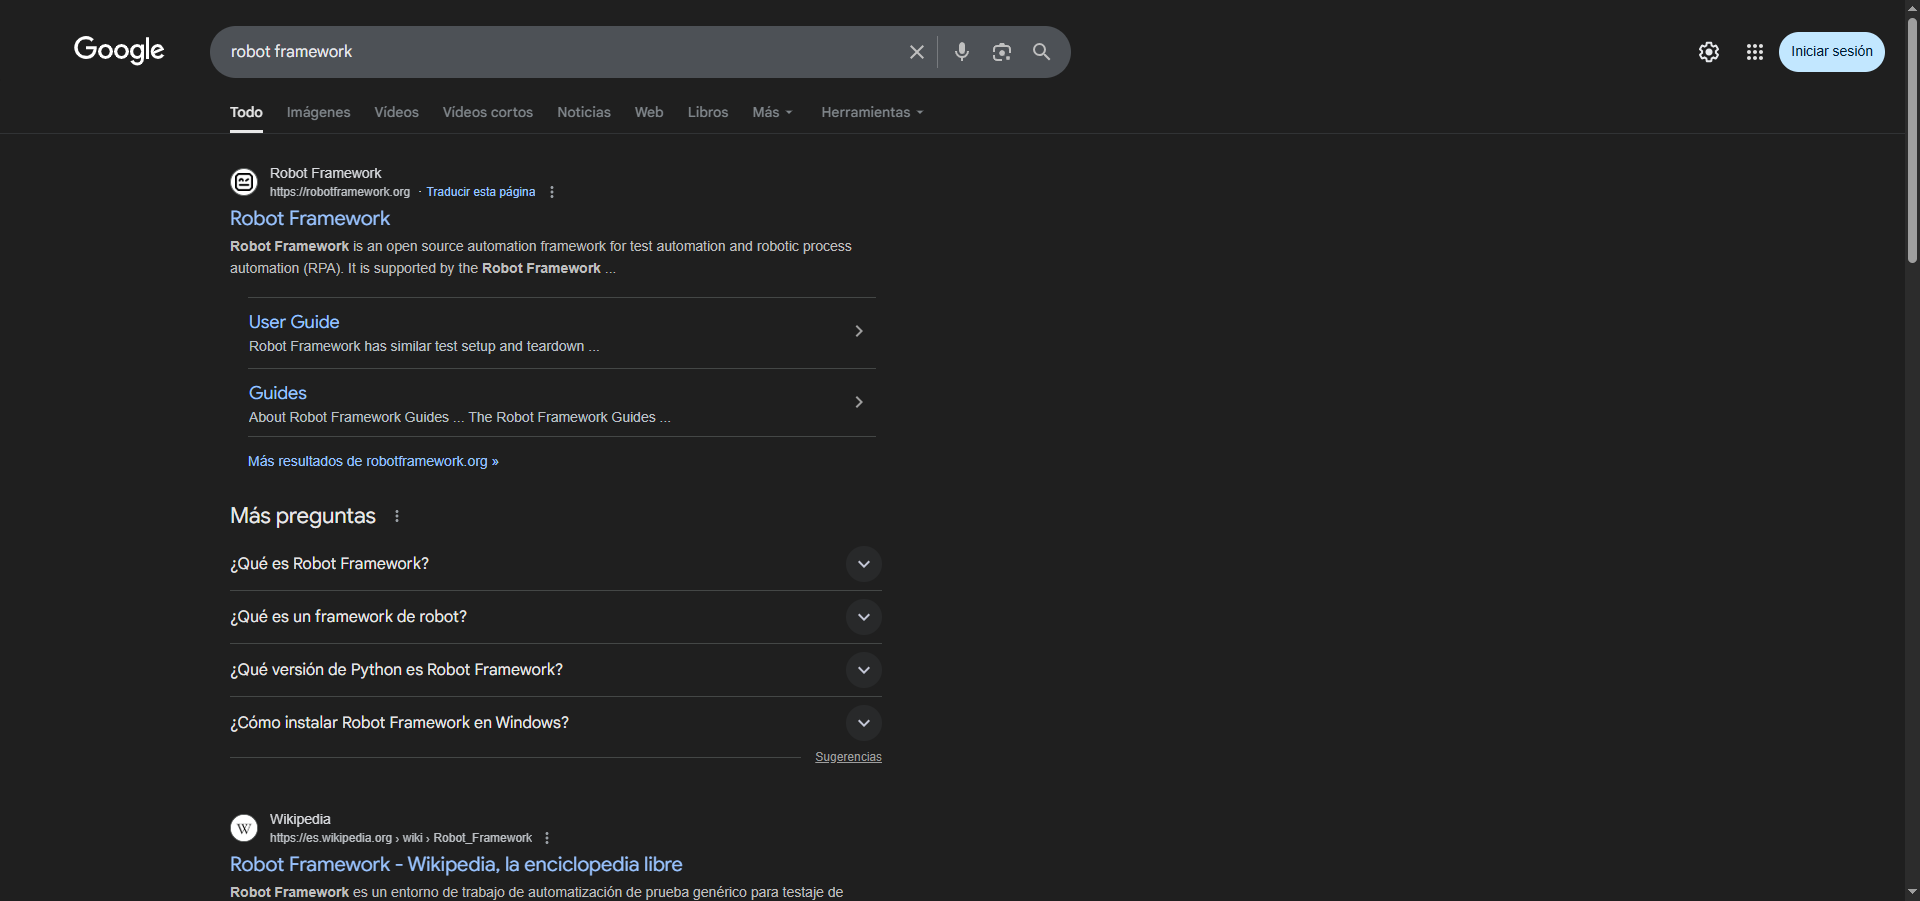 Google
robot framework
Iniciar sesión
Todo Imágenes Vídeos Vídeos cortos Noticias Web Libros Más Herramientas
Robot Framework
https://robotframework.org · Traducir esta página
Robot Framework
Robot Framework is an open source automation framework for test automation and robotic process
automation (RPA). It is supported by the Robot Framework ...
User Guide
Robot Framework has similar test setup and teardown ...
Guides
About Robot Framework Guides ... The Robot Framework Guides ...
Más resultados de robotframework.org »
Más preguntas
¿Qué es Robot Framework?
¿Qué es un framework de robot?
¿Qué versión de Python es Robot Framework?
¿Cómo instalar Robot Framework en Windows?
Sugerencias
W
Wikipedia
https://es.wikipedia.org › wiki › Robot_Framework
Robot Framework - Wikipedia, la enciclopedia libre
Robot Framework es un entorno de trabajo de automatización de prueba genérico para testaje de